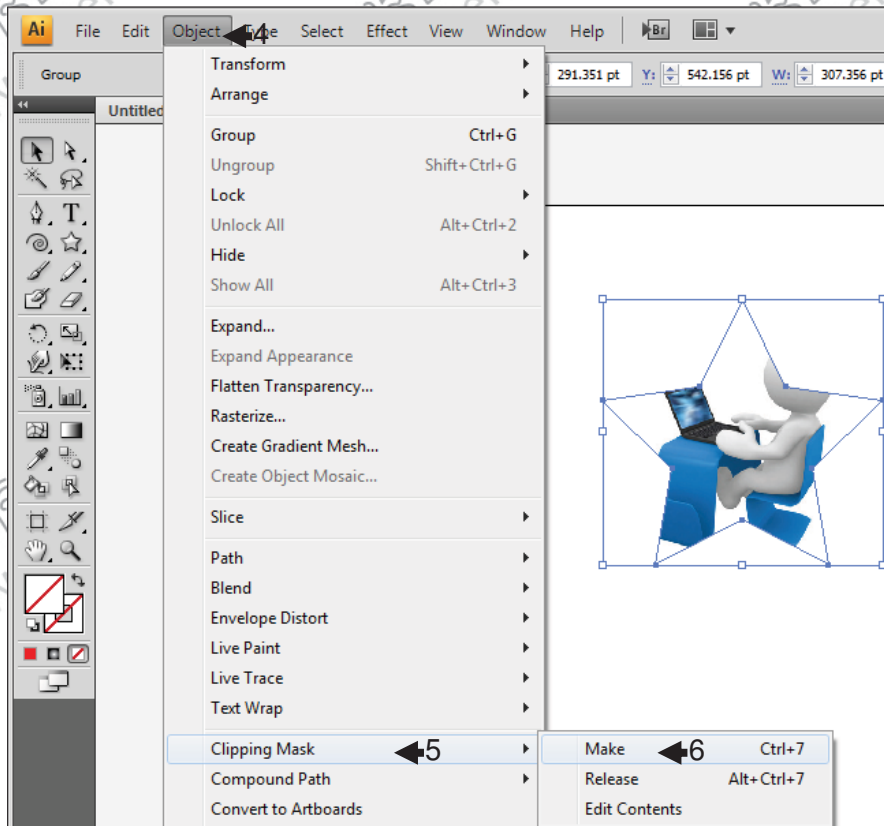 Ai File Edit Object Type Select Effect View Window Help Br
4
Group 291.351 pt Y: 542.156 pt W: 307.356 pt
Untitled
Transform
Arrange
Group Ctrl+G
Ungroup Shift+Ctrl+G
Lock
Unlock All Alt+Ctrl+2
Hide
Show All Alt+Ctrl+3
Expand...
Expand Appearance
Flatten Transparency...
Rasterize...
Create Gradient Mesh...
Create Object Mosaic...
Slice
Path
Blend
Envelope Distort
Live Paint
Live Trace
Text Wrap
Clipping Mask 5 Make 6 Ctrl+7
Compound Path Release Alt+Ctrl+7
Convert to Artboards Edit Contents